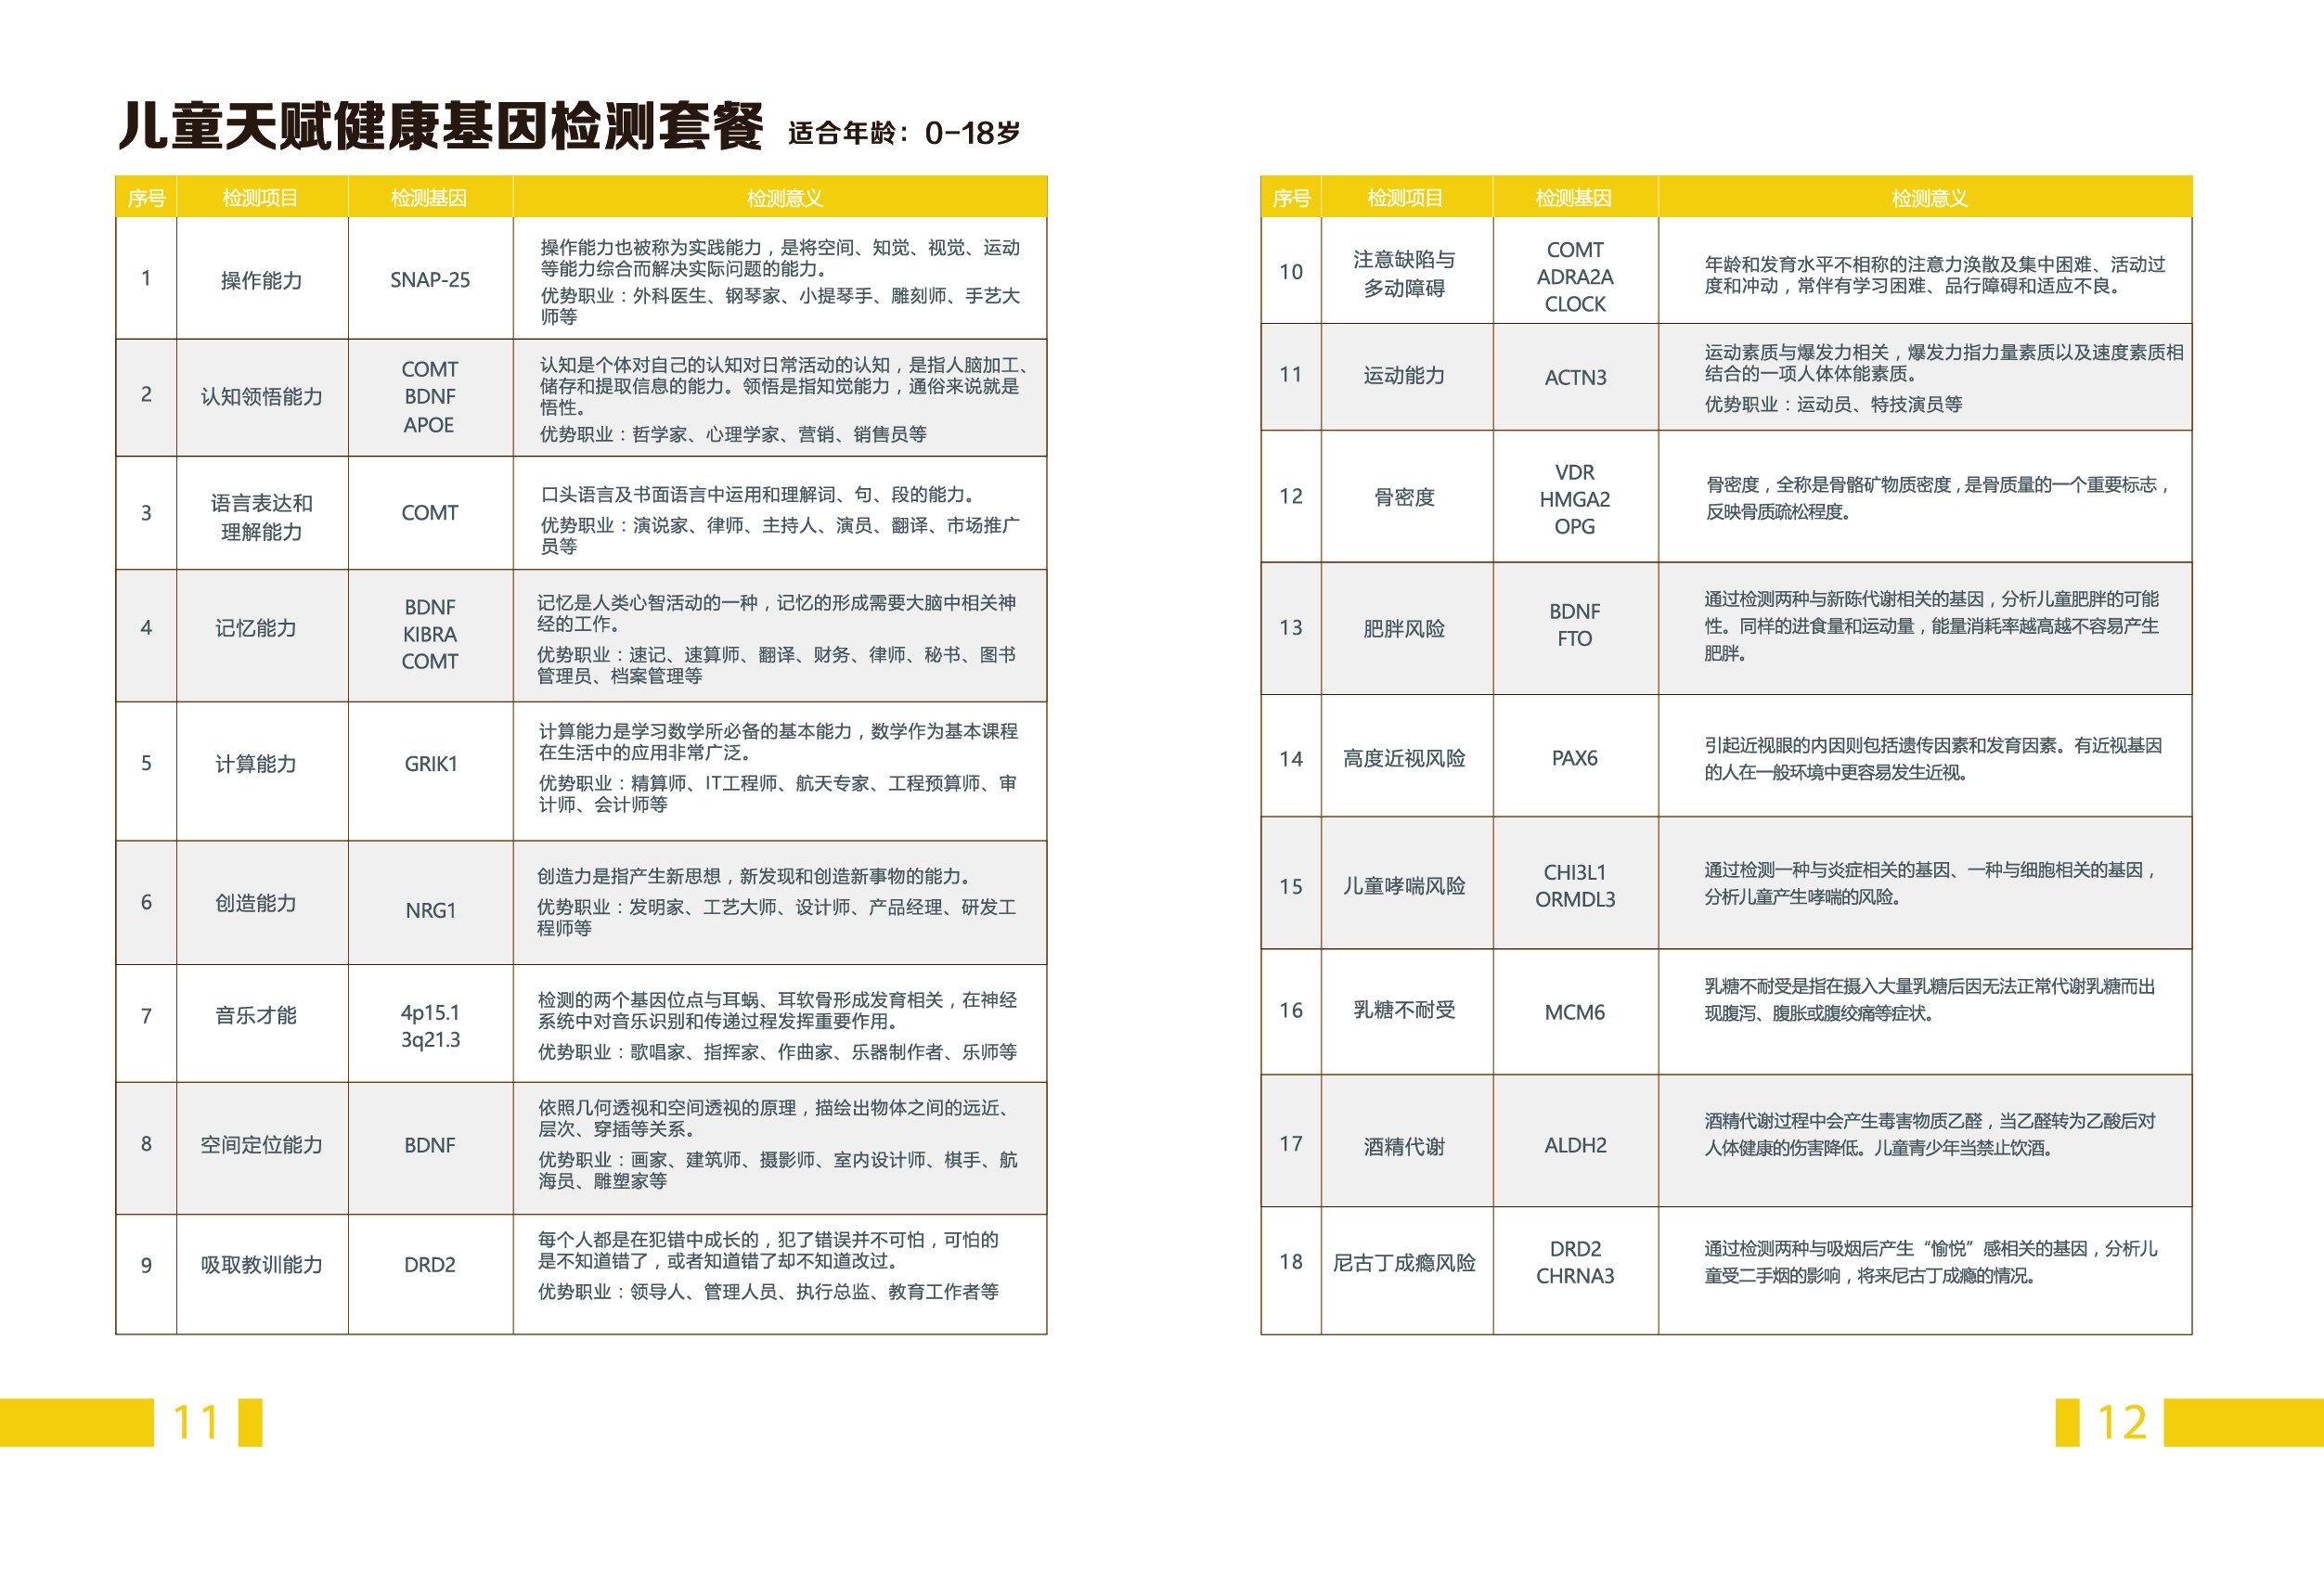 儿童天赋健康基因检测套餐 适合年龄：0-18岁
序号 检测项目 检测基因 检测意义
1 操作能力 SNAP-25
操作能力也被称为实践能力，是将空间、知觉、视觉、运动
等能力综合而解决实际问题的能力。
优势职业：外科医生、钢琴家、小提琴手、雕刻师、手艺大
师等
2 认知领悟能力
COMT
BDNF
APOE
认知是个体对自己的认知对日常活动的认知，是指人脑加工、
储存和提取信息的能力。领悟是指知觉能力，通俗来说就是
悟性。
优势职业：哲学家、心理学家、营销、销售员等
3
语言表达和
理解能力
COMT
口头语言及书面语言中运用和理解词、句、段的能力。
优势职业：演说家、律师、主持人、演员、翻译、市场推广
员等
4 记忆能力
BDNF
KIBRA
COMT
记忆是人类心智活动的一种，记忆的形成需要大脑中相关神
经的工作。
优势职业：速记、速算师、翻译、财务、律师、秘书、图书
管理员、档案管理等
5 计算能力 GRIK1
计算能力是学习数学所必备的基本能力，数学作为基本课程
在生活中的应用非常广泛。
优势职业：精算师、IT工程师、航天专家、工程预算师、审
计师、会计师等
6 创造能力 NRG1
创造力是指产生新思想，新发现和创造新事物的能力。
优势职业：发明家、工艺大师、设计师、产品经理、研发工
程师等
7 音乐才能
4p15.1
3q21.3
检测的两个基因位点与耳蜗、耳软骨形成发育相关，在神经
系统中对音乐识别和传递过程发挥重要作用。
优势职业：歌唱家、指挥家、作曲家、乐器制作者、乐师等
8 空间定位能力 BDNF
依照几何透视和空间透视的原理，描绘出物体之间的远近、
层次、穿插等关系。
优势职业：画家、建筑师、摄影师、室内设计师、棋手、航
海员、雕塑家等
9 吸取教训能力 DRD2
每个人都是在犯错中成长的，犯了错误并不可怕，可怕的
是不知道错了，或者知道错了却不知道改过。
优势职业：领导人、管理人员、执行总监、教育工作者等
11
序号 检测项目 检测基因 检测意义
10
注意缺陷与
多动障碍
COMT
ADRA2A
CLOCK
年龄和发育水平不相称的注意力涣散及集中困难、活动过
度和冲动，常伴有学习困难、品行障碍和适应不良。
11 运动能力 ACTN3
运动素质与爆发力相关，爆发力指力量素质以及速度素质相
结合的一项人体体能素质。
优势职业：运动员、特技演员等
12 骨密度
VDR
HMGA2
OPG
骨密度，全称是骨骼矿物质密度，是骨质量的一个重要标志，
反映骨质疏松程度。
13 肥胖风险
BDNF
FTO
通过检测两种与新陈代谢相关的基因，分析儿童肥胖的可能
性。同样的进食量和运动量，能量消耗率越高越不容易产生
肥胖。
14 高度近视风险 PAX6
引起近视眼的内因则包括遗传因素和发育因素。有近视基因
的人在一般环境中更容易发生近视。
15 儿童哮喘风险
CHI3L1
ORMDL3
通过检测一种与炎症相关的基因、一种与细胞相关的基因，
分析儿童产生哮喘的风险。
16 乳糖不耐受 MCM6
乳糖不耐受是指在摄入大量乳糖后因无法正常代谢乳糖而出
现腹泻、腹胀或腹绞痛等症状。
17 酒精代谢 ALDH2
酒精代谢过程中会产生毒害物质乙醛，当乙醛转为乙酸后对
人体健康的伤害降低。儿童青少年当禁止饮酒。
18 尼古丁成瘾风险
DRD2
CHRNA3
通过检测两种与吸烟后产生“愉悦”感相关的基因，分析儿
童受二手烟的影响，将来尼古丁成瘾的情况。
12